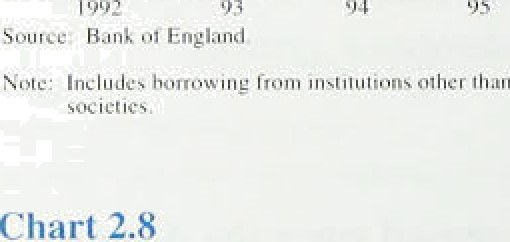 1992 93 94 95
Source: Bank of England.
Note: Includes borrowing from institutions other than
societies.
Chart 2.8